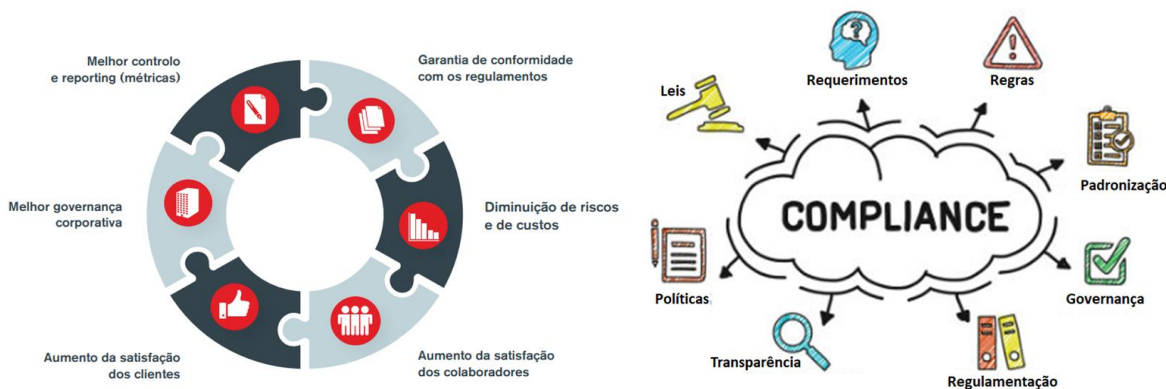 Melhor controlo
e reporting (métricas)
Garantia de conformidade
com os regulamentos
Melhor governança
corporativa
Diminuição de riscos
e de custos
Aumento da satisfação
dos clientes
Aumento da satisfação
dos colaboradores
Leis
Requerimentos
Regras
Padronização
COMPLIANCE
Políticas
Governança
Transparência
Regulamentação